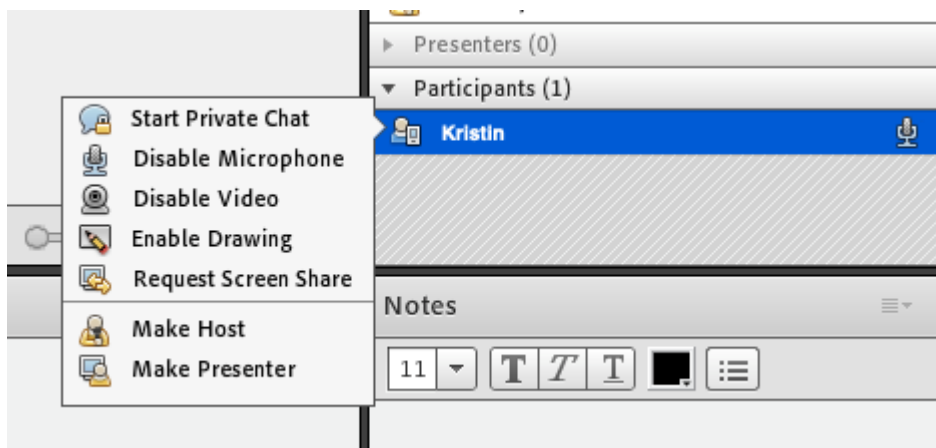 Presenters (0)
Participants (1)
Kristin
Start Private Chat
Disable Microphone
Disable Video
Enable Drawing
Request Screen Share
Make Host
Make Presenter
Notes
11 T T T